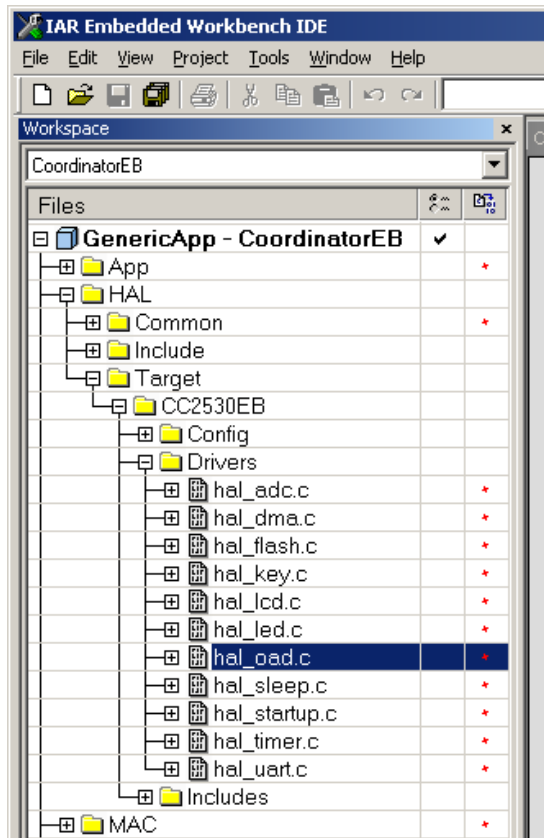 IAR Embedded Workbench IDE
File Edit View Project Tools Window Help
Workspace
CoordinatorEB
Files
GenericApp - CoordinatorEB
App
HAL
Common
Include
Target
CC2530EB
Config
Drivers
hal_adc.c
hal_dma.c
hal_flash.c
hal_key.c
hal_lcd.c
hal_led.c
hal_oad.c
hal_sleep.c
hal_startup.c
hal_timer.c
hal_uart.c
Includes
MAC